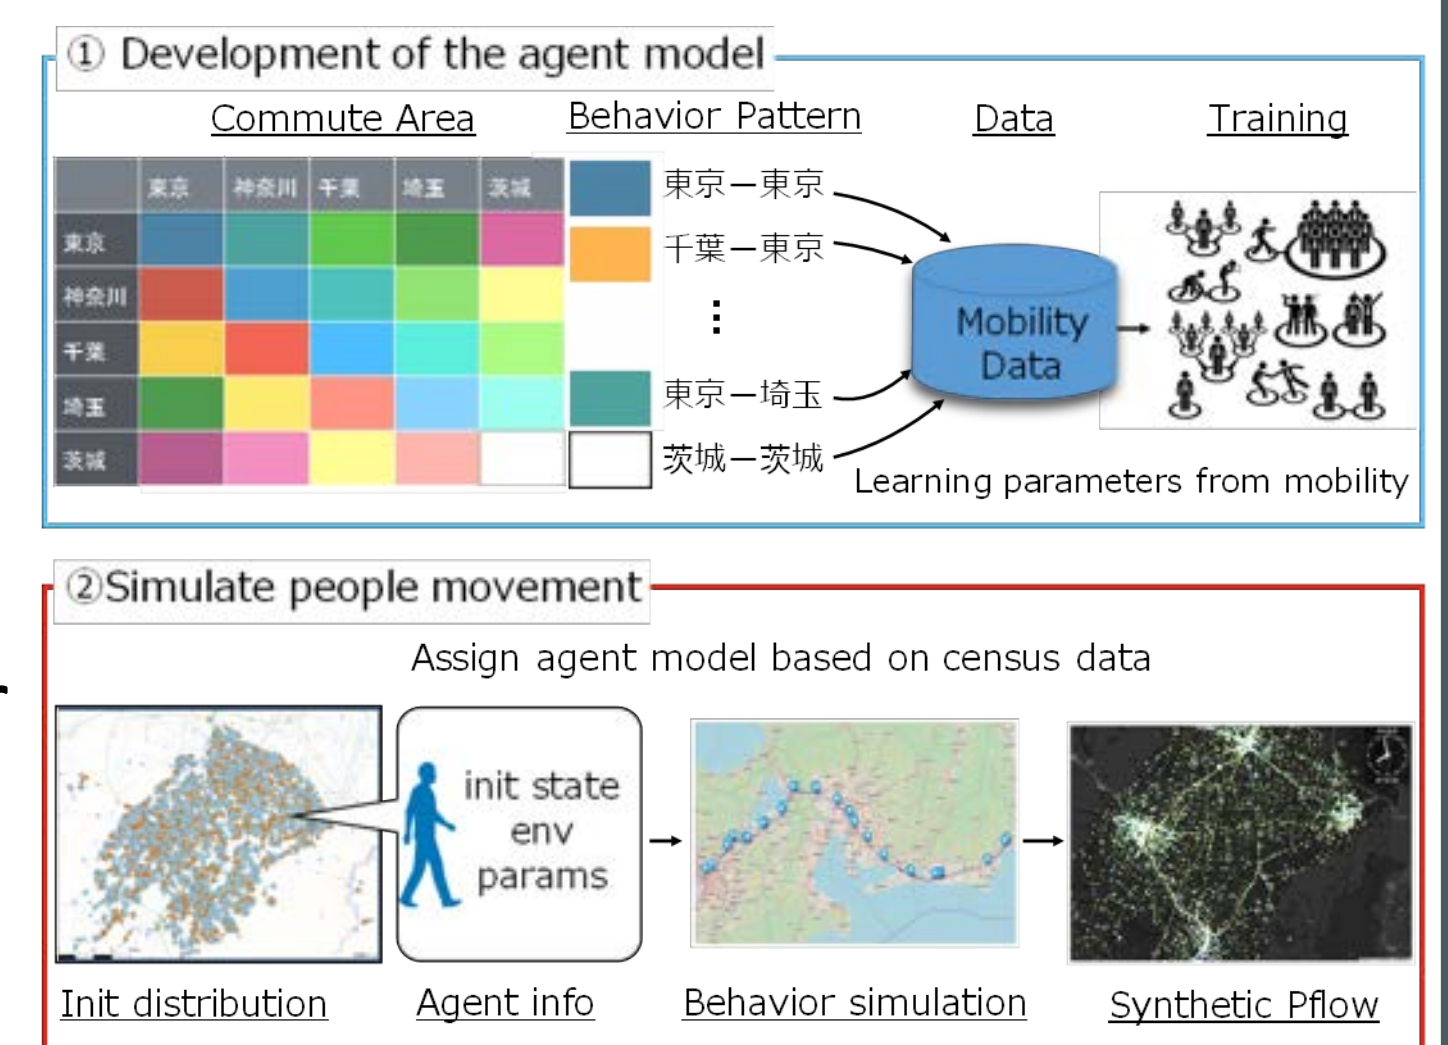 ① Development of the agent model
Commute Area
Behavior Pattern
Data
Training
東京 神奈川 千葉 埼玉 茨城
東京
神奈川
千葉
埼玉
茨城
東京ー東京
千葉ー東京
⋮
東京ー埼玉
茨城ー茨城
Mobility
Data
Learning parameters from mobility
②Simulate people movement
Assign agent model based on census data
init state
env
params
Init distribution
Agent info
Behavior simulation
Synthetic Pflow